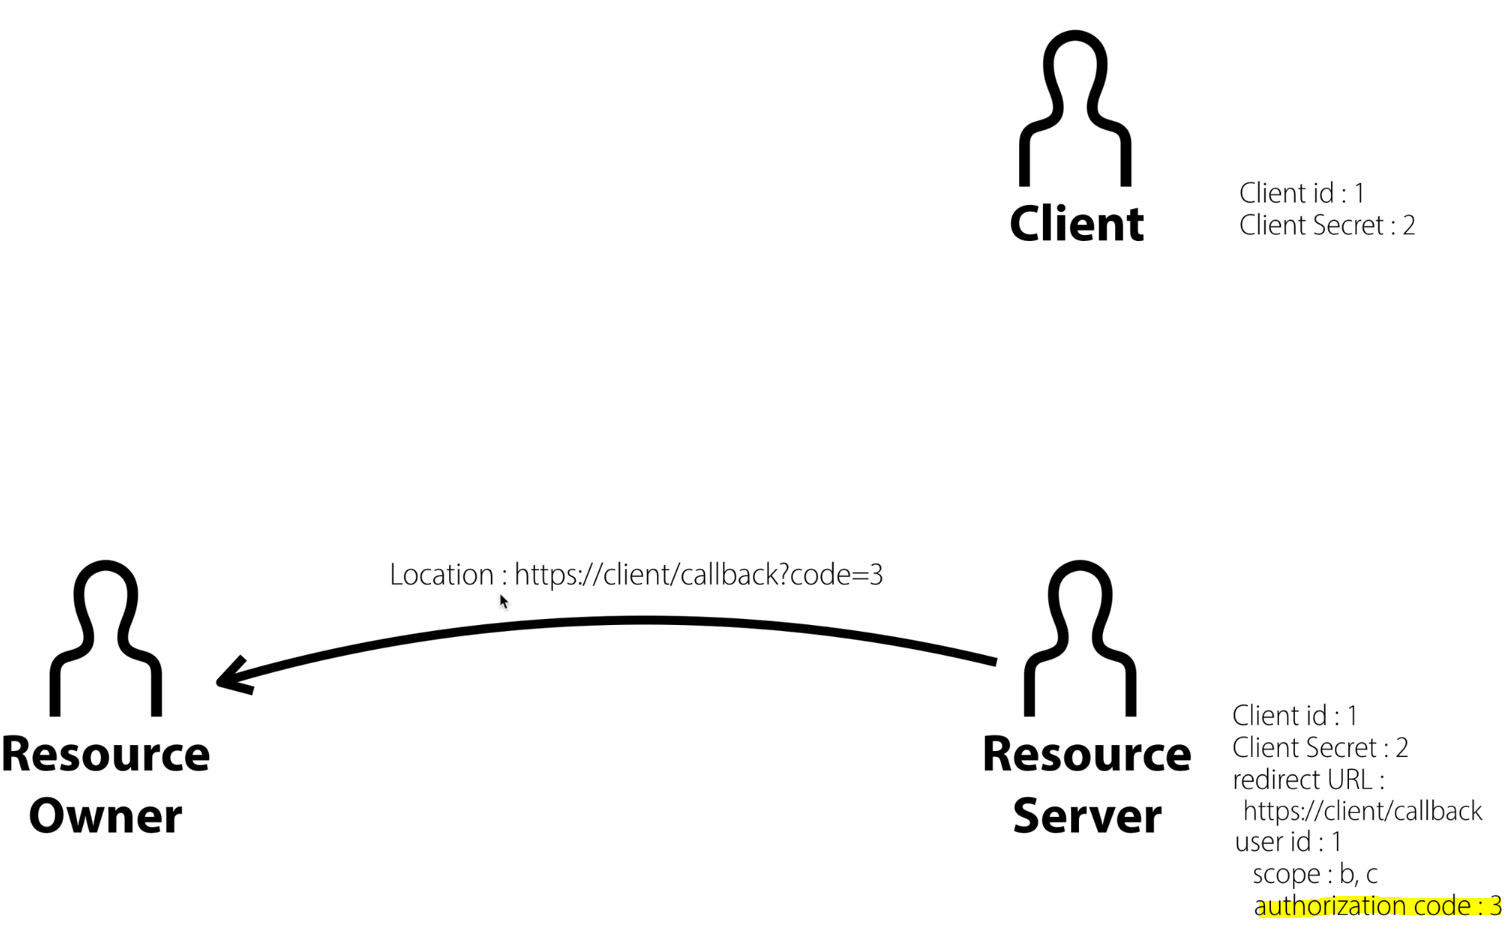 Client
Client id : 1
Client Secret : 2
Location : https://client/callback?code=3
Resource
Owner
Resource
Server
Client id : 1
Client Secret : 2
redirect URL :
https://client/callback
user id : 1
scope : b, c
authorization code : 3